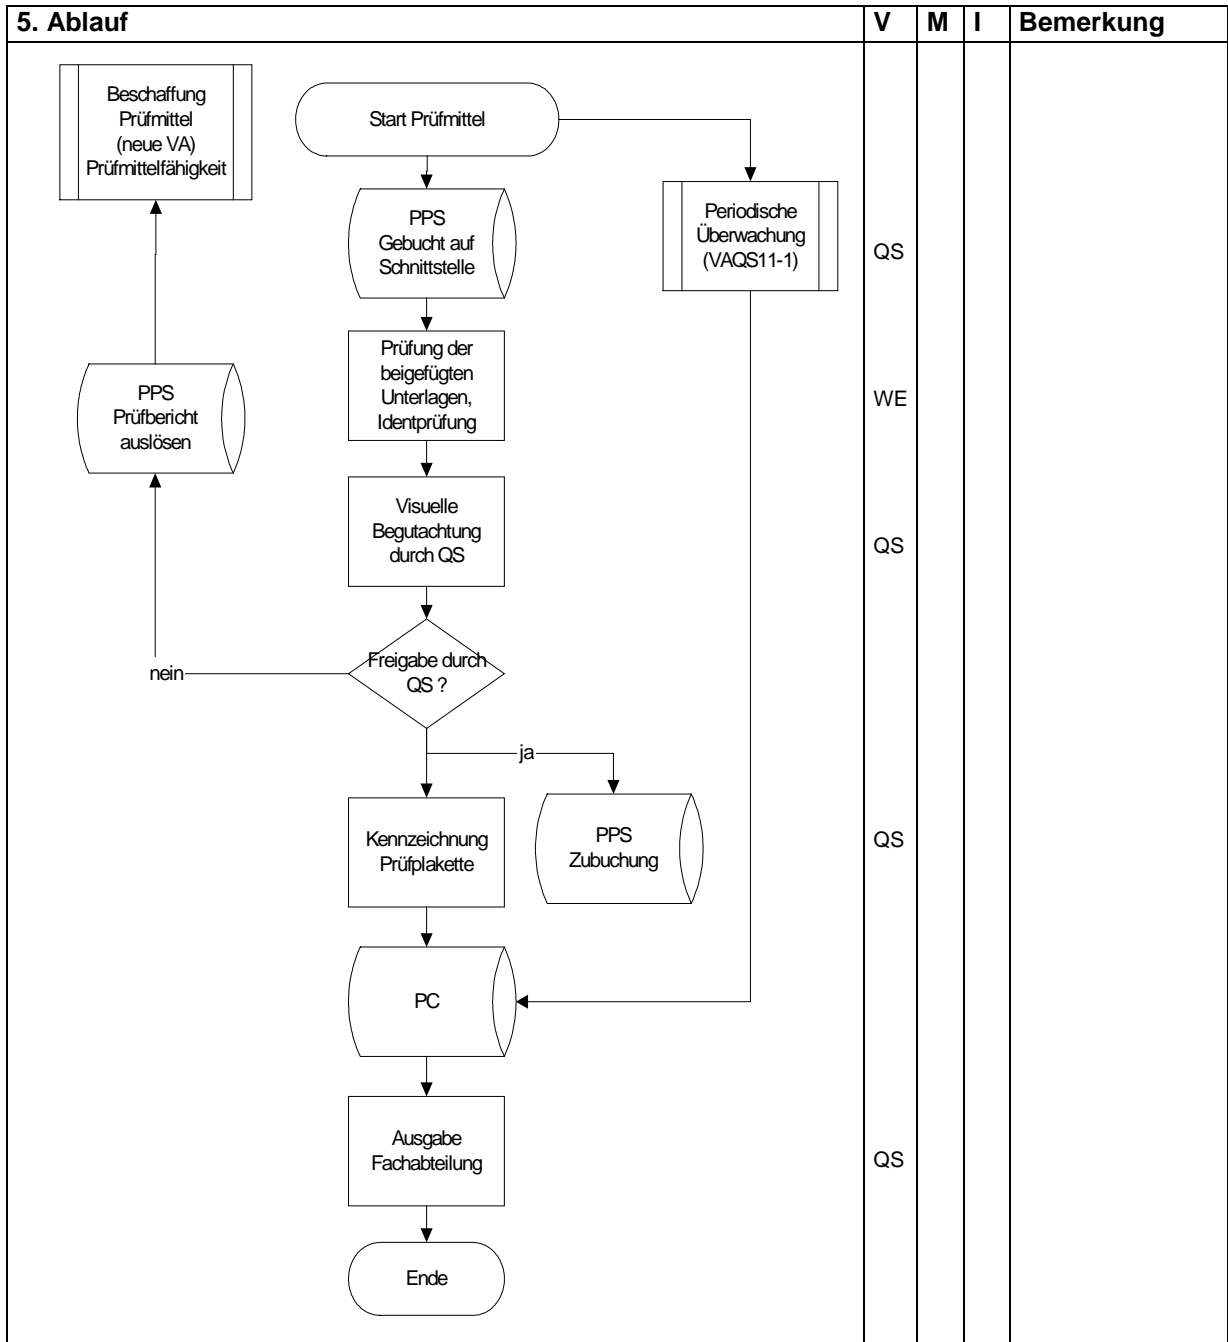 5. Ablauf V M I Bemerkung
Beschaffung
Prüfmittel
(neue VA)
Prüfmittelfähigkeit
Start Prüfmittel
PPS
Gebucht auf
Schnittstelle
Periodische
Überwachung
(VAQS11-1)
QS
Prüfung der
beigefügten
Unterlagen,
Identprüfung
WE
PPS
Prüfbericht
auslösen
Visuelle
Begutachtung
durch QS
QS
Freigabe durch
QS ?
nein
ja
Kennzeichnung
Prüfplakette
PPS
Zubuchung
QS
PC
Ausgabe
Fachabteilung
QS
Ende